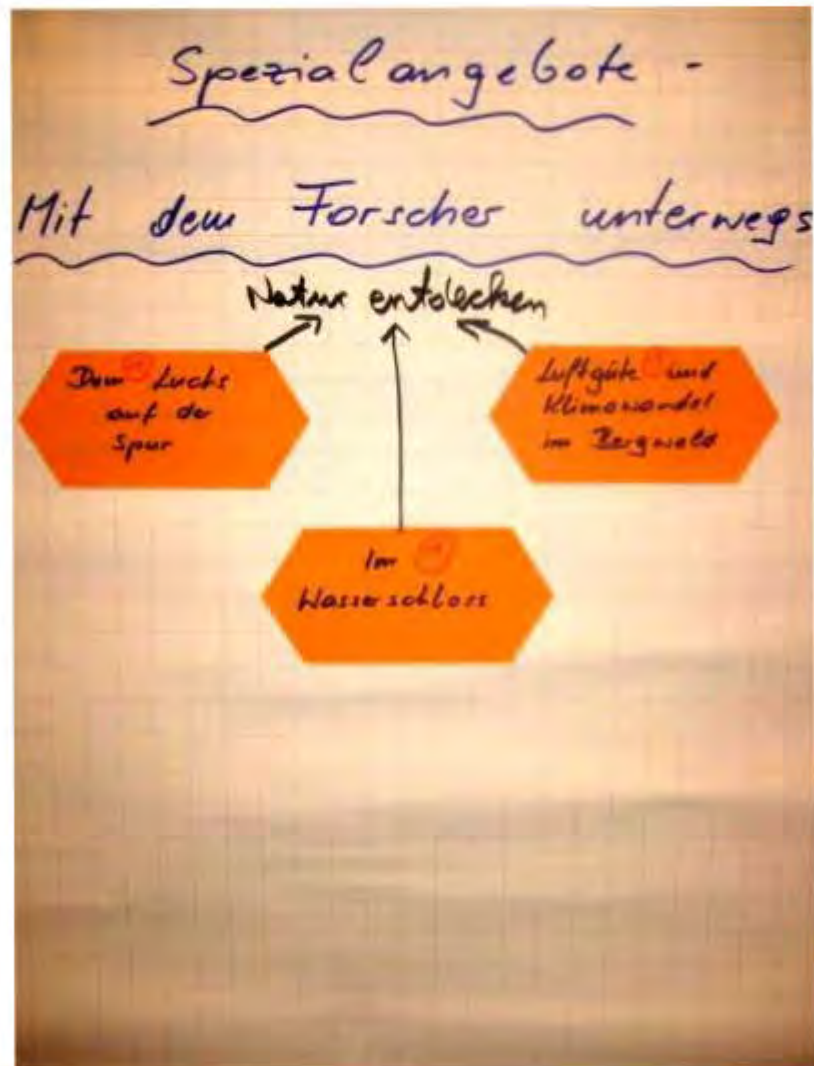 Spezialangebote -
Mit dem Forscher unterwegs
Natur entdecken
Dem Luchs
auf der
Spur
Luftgüte und
Klimawandel
im Bergwald
Im
Wasserschloss